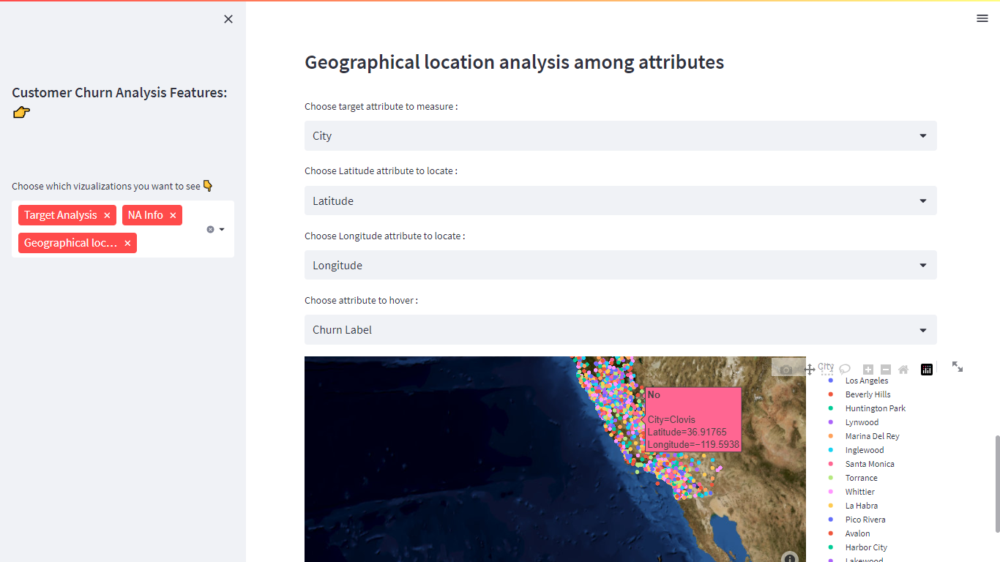 Customer Churn Analysis Features:
Choose which vizualizations you want to see
Target Analysis
NA Info
Geographical loc...
Geographical location analysis among attributes
Choose target attribute to measure :
City
Choose Latitude attribute to locate :
Latitude
Choose Longitude attribute to locate :
Longitude
Choose attribute to hover :
Churn Label
No
City=Clovis
Latitude=36.91765
Longitude=−119.5938
City
Los Angeles
Beverly Hills
Huntington Park
Lynwood
Marina Del Rey
Inglewood
Santa Monica
Torrance
Whittier
La Habra
Pico Rivera
Avalon
Harbor City
Lakewood